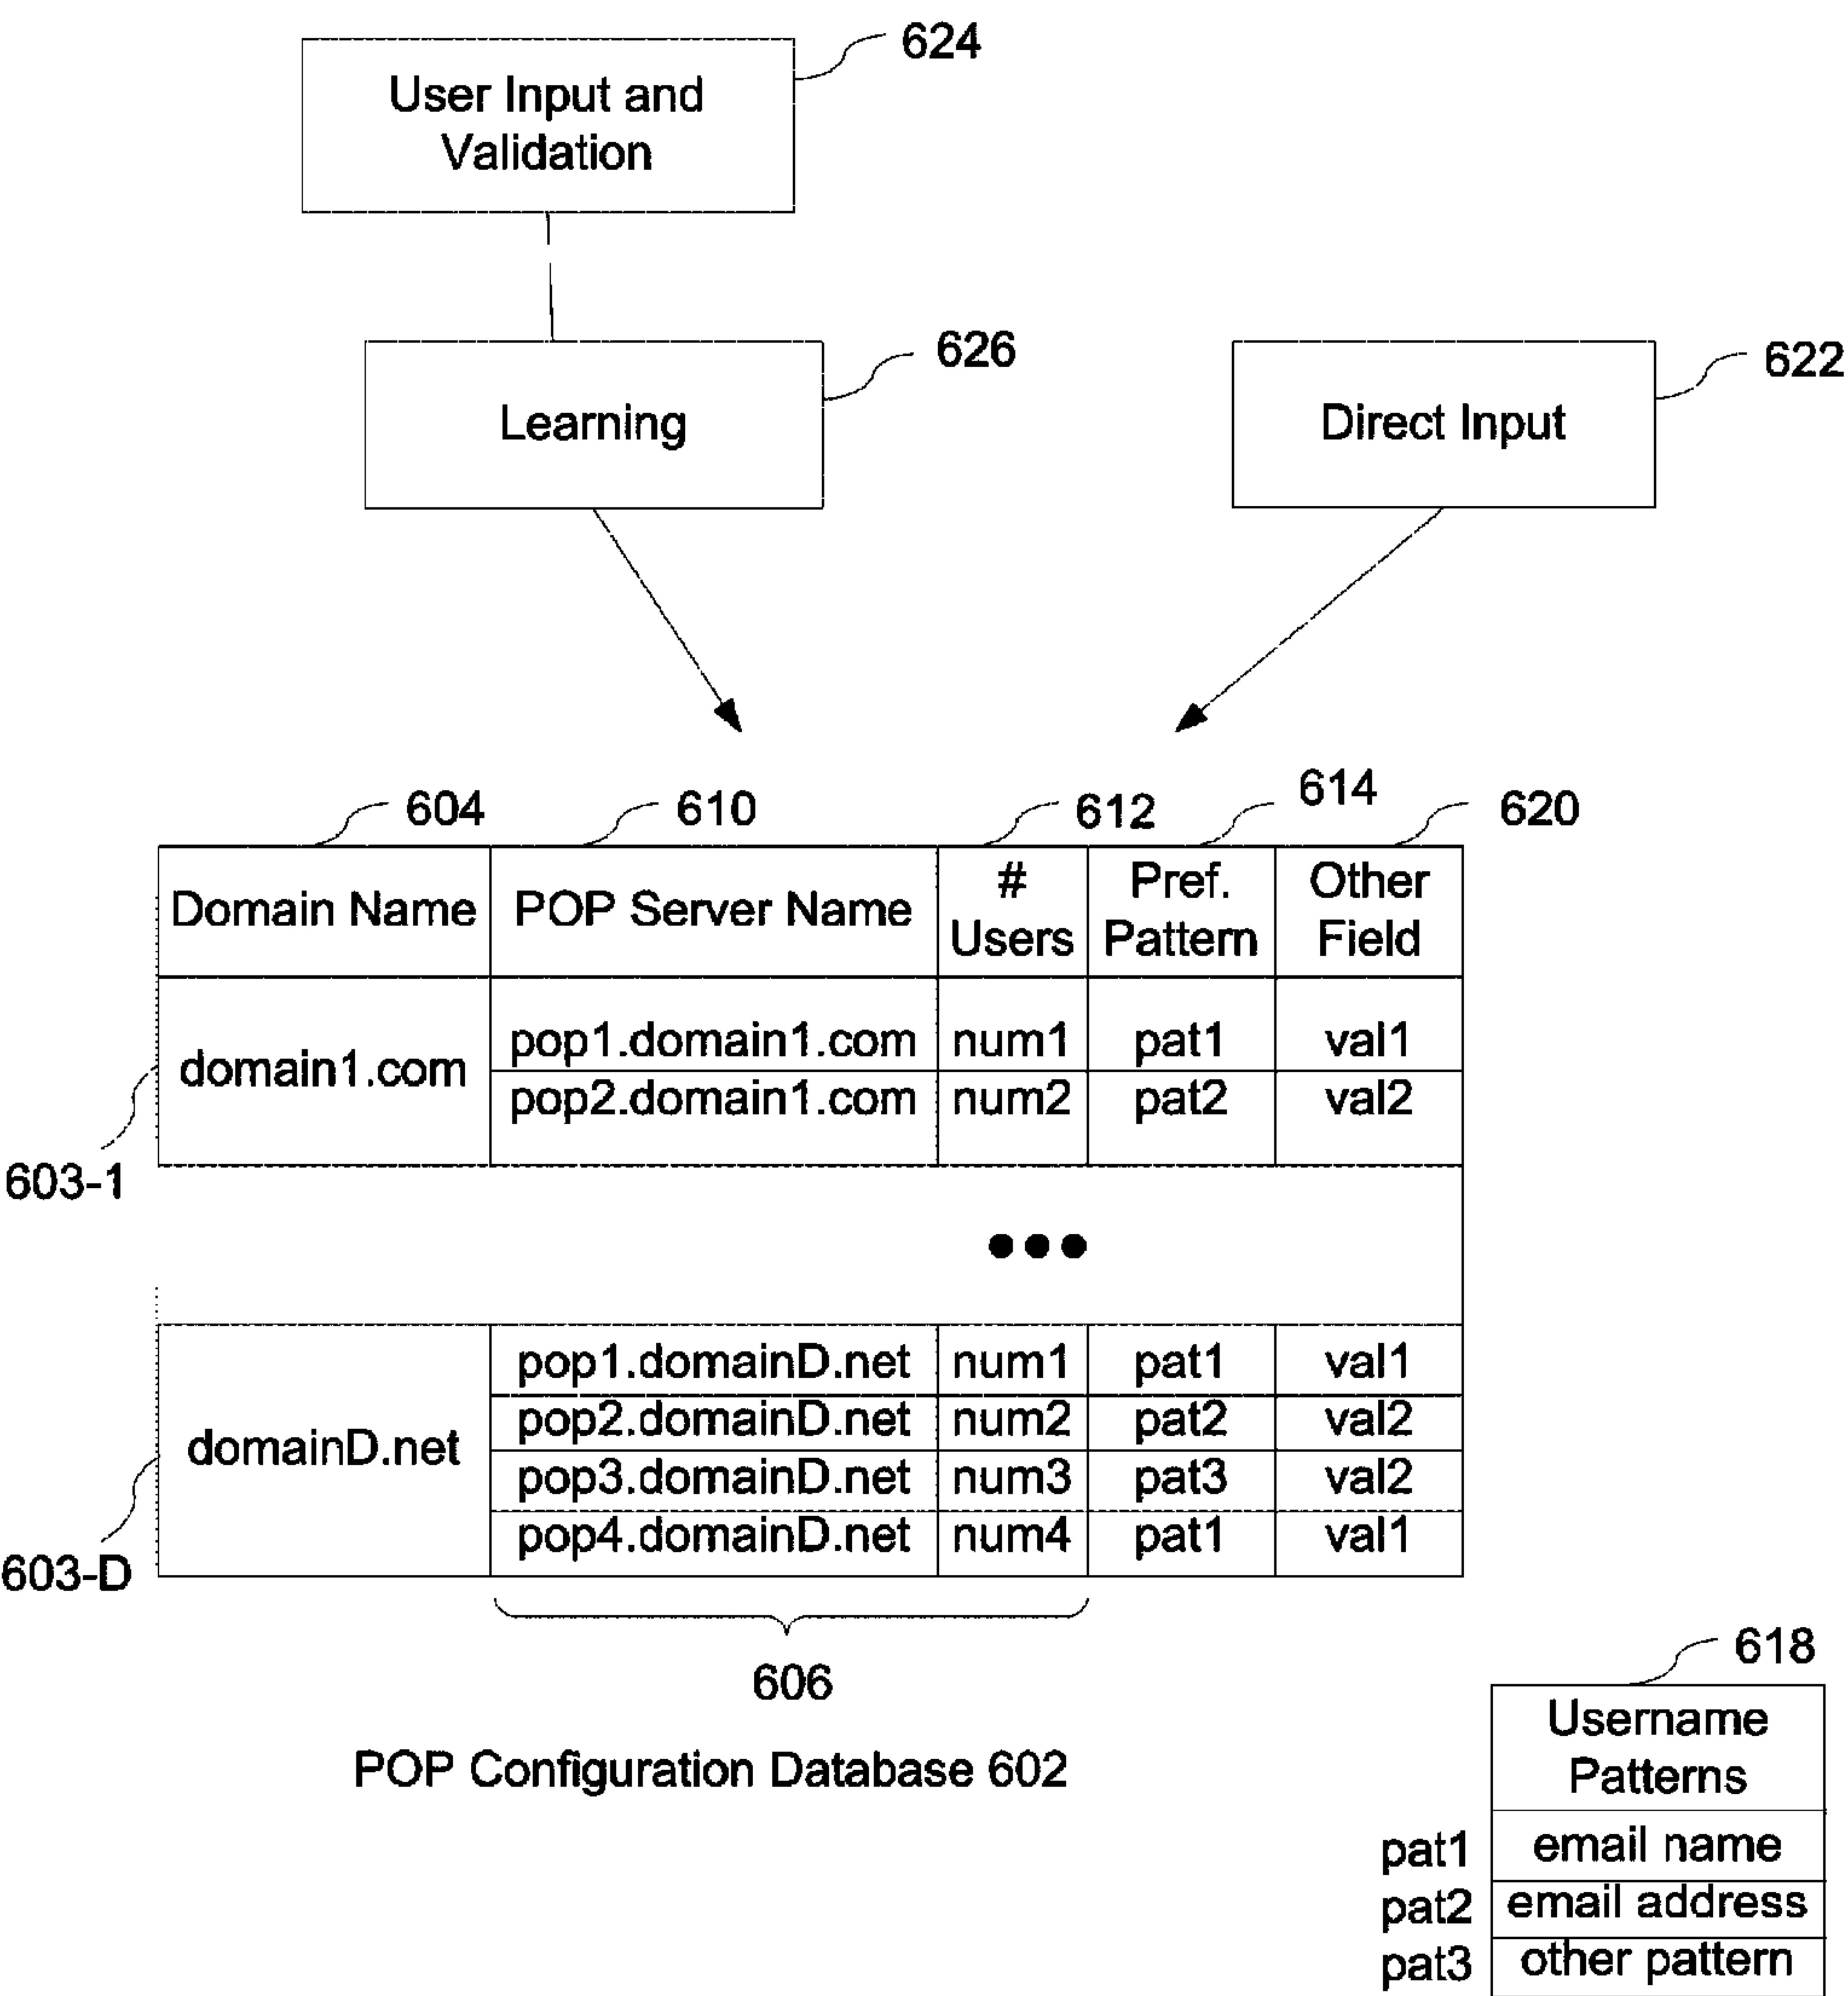 624
User Input and
Validation
626
622
Learning
Direct Input
604
610
612
614
620
Domain Name
POP Server Name
#
Users
Pref.
Pattern
Other
Field
domain1.com
pop1.domain1.com num1 pat1 val1
pop2.domain1.com num2 pat2 val2
603-1
•••
domainD.net
pop1.domainD.net num1 pat1 val1
pop2.domainD.net num2 pat2 val2
pop3.domainD.net num3 pat3 val2
pop4.domainD.net num4 pat1 val1
603-D
606
POP Configuration Database 602
618
Username
Patterns
pat1 email name
pat2 email address
pat3 other pattern